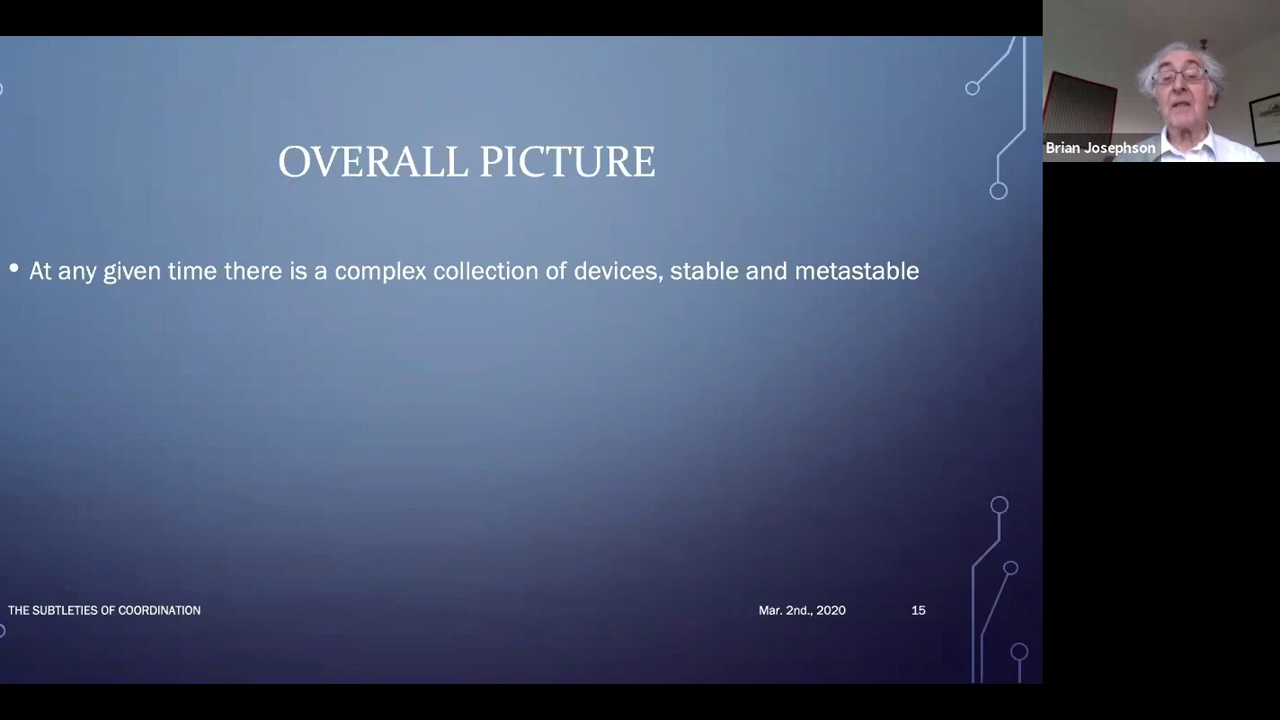 OVERALL PICTURE
• At any given time there is a complex collection of devices, stable and metastable
THE SUBTLETIES OF COORDINATION
Mar. 2nd., 2020
15
Brian Josephson